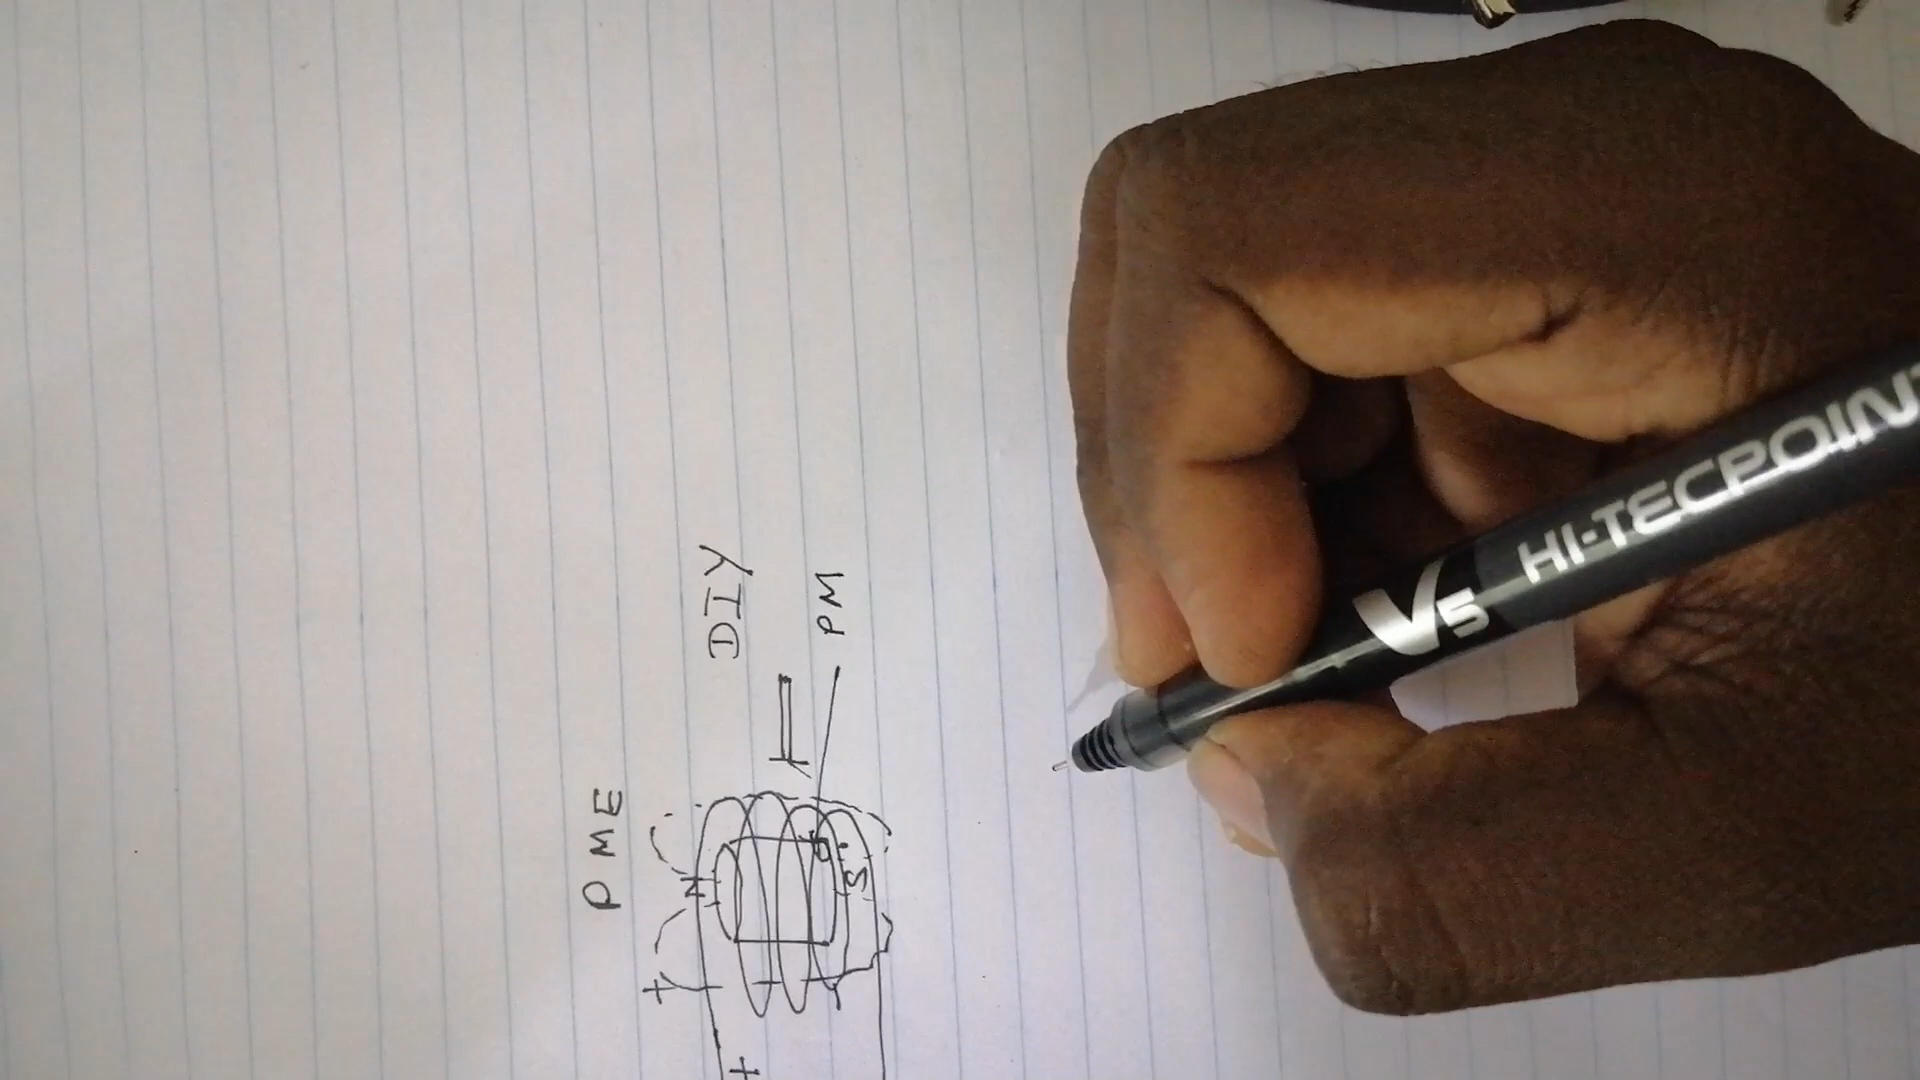 PME
DIY
PM
N
S
+
+
V5 HI-TECPOINT